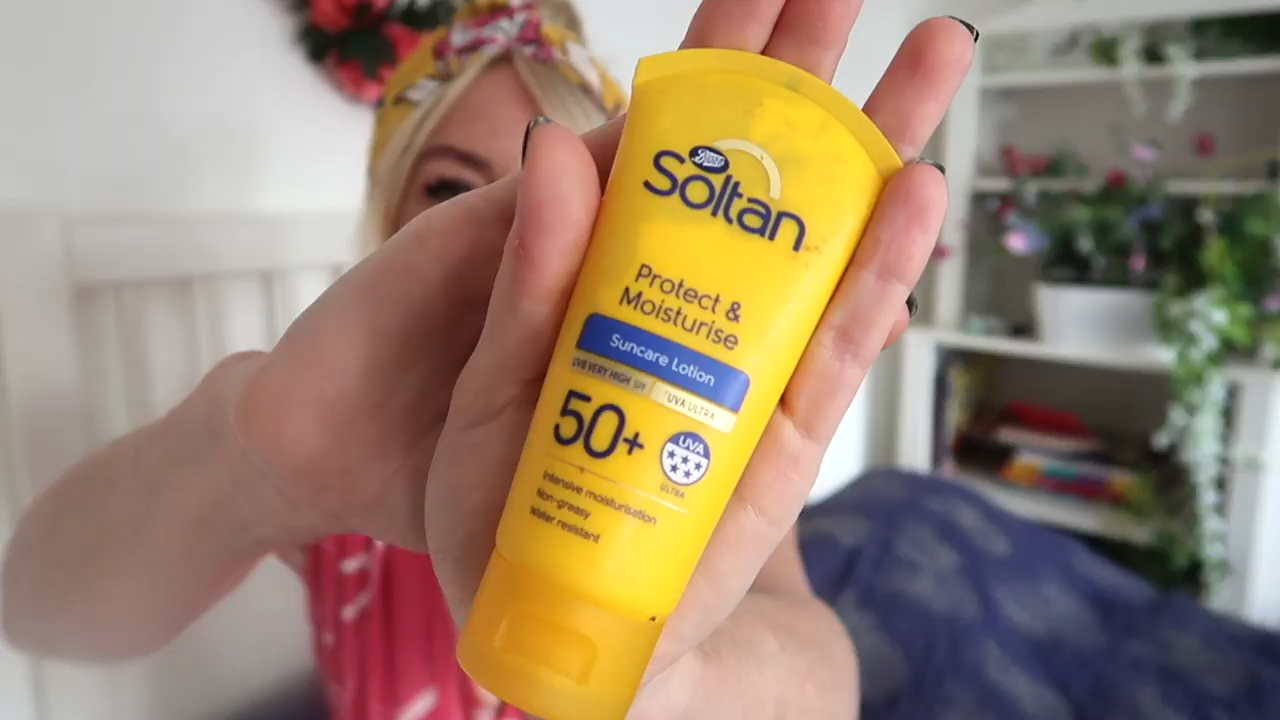 Boots
Soltan
Protect &
Moisturise
Suncare Lotion
UVB VERY HIGH SPF
UVA ULTRA
50+
UVA
ULTRA
Intensive moisturisation
Non-greasy
Water resistant